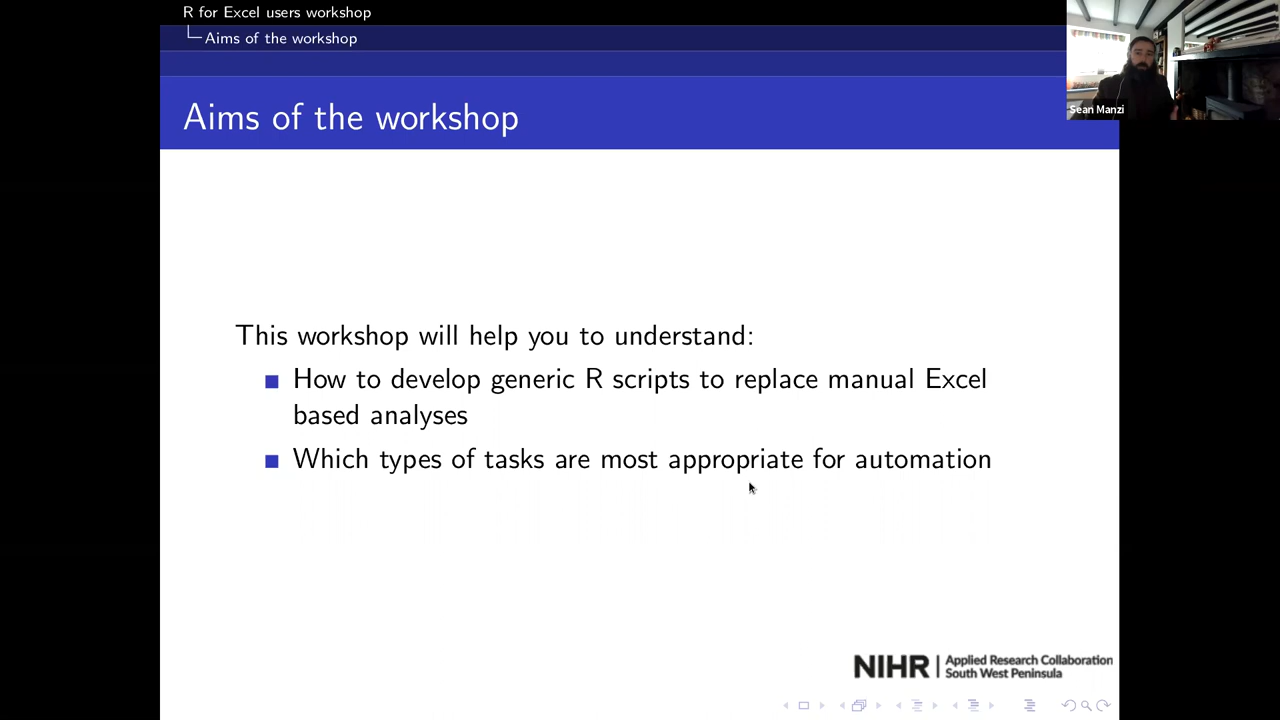 R for Excel users workshop
Aims of the workshop
Sean Manzi
Aims of the workshop
This workshop will help you to understand:
How to develop generic R scripts to replace manual Excel
based analyses
Which types of tasks are most appropriate for automation
NIHR | Applied Research Collaboration
South West Peninsula